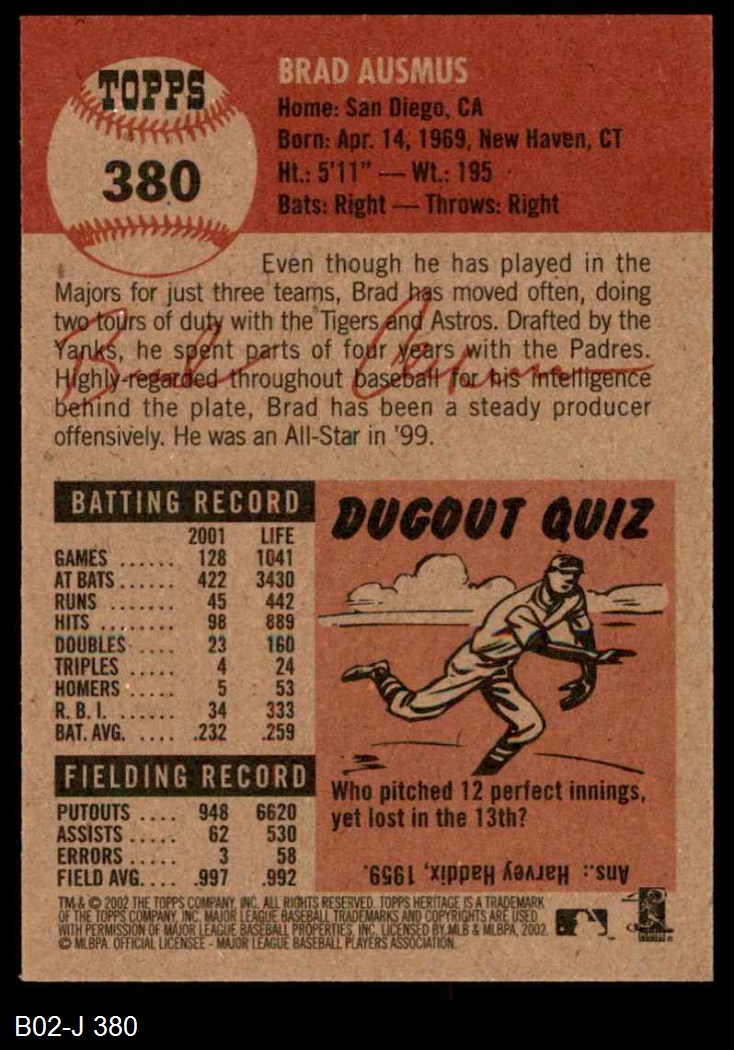 TOPPS
380
BRAD AUSMUS
Home: San Diego, CA
Born: Apr. 14, 1969, New Haven, CT
Ht.: 5'11" — Wt.: 195
Bats: Right — Throws: Right
Even though he has played in the
Majors for just three teams, Brad has moved often, doing
two tours of duty with the Tigers and Astros. Drafted by the
Yanks, he spent parts of four years with the Padres.
Highly-regarded throughout baseball for his intelligence
behind the plate, Brad has been a steady producer
offensively. He was an All-Star in '99.
BATTING RECORD
2001 LIFE
GAMES ...... 128 1041
AT BATS...... 422 3430
RUNS ....... 45 442
HITS ........ 98 889
DOUBLES .... 23 160
TRIPLES ..... 4 24
HOMERS ..... 5 53
R. B. I. ...... 34 333
BAT. AVG. .... .232 .259
FIELDING RECORD
PUTOUTS .... 948 6620
ASSISTS ..... 62 530
ERRORS ..... 3 58
FIELD AVG.... .997 .992
DUGOUT QUIZ
Who pitched 12 perfect innings,
yet lost in the 13th?
Ans.: Harvey Haddix, 1959.
TM & © 2002 THE TOPPS COMPANY, INC. ALL RIGHTS RESERVED. TOPPS HERITAGE IS A TRADEMARK
OF THE TOPPS COMPANY, INC. MAJOR LEAGUE BASEBALL TRADEMARKS AND COPYRIGHTS ARE USED
WITH PERMISSION OF MAJOR LEAGUE BASEBALL PROPERTIES, INC. LICENSED BY MLB & MLBPA, 2002.
© MLBPA. OFFICIAL LICENSEE - MAJOR LEAGUE BASEBALL PLAYERS ASSOCIATION.
B02-J 380